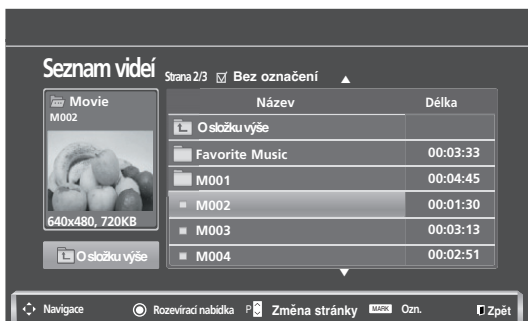 Seznam videí Strana 2/3 Bez označení
Movie
M002
640x480, 720KB
O složku výše
Název Délka
O složku výše
Favorite Music 00:03:33
M001 00:04:45
M002 00:01:30
M003 00:03:13
M004 00:02:51
Navigace Rozevírací nabídka P Změna stránky MARK Ozn. Zpět